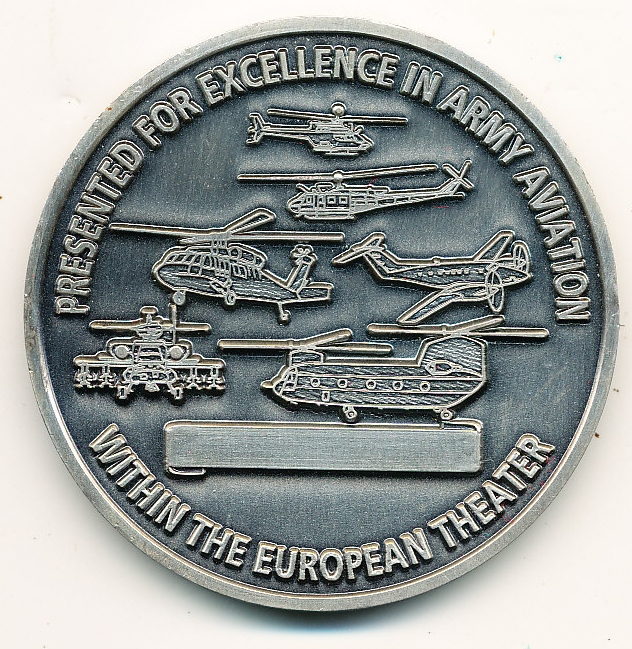 PRESENTED FOR EXCELLENCE IN ARMY AVIATION
WITHIN THE EUROPEAN THEATER